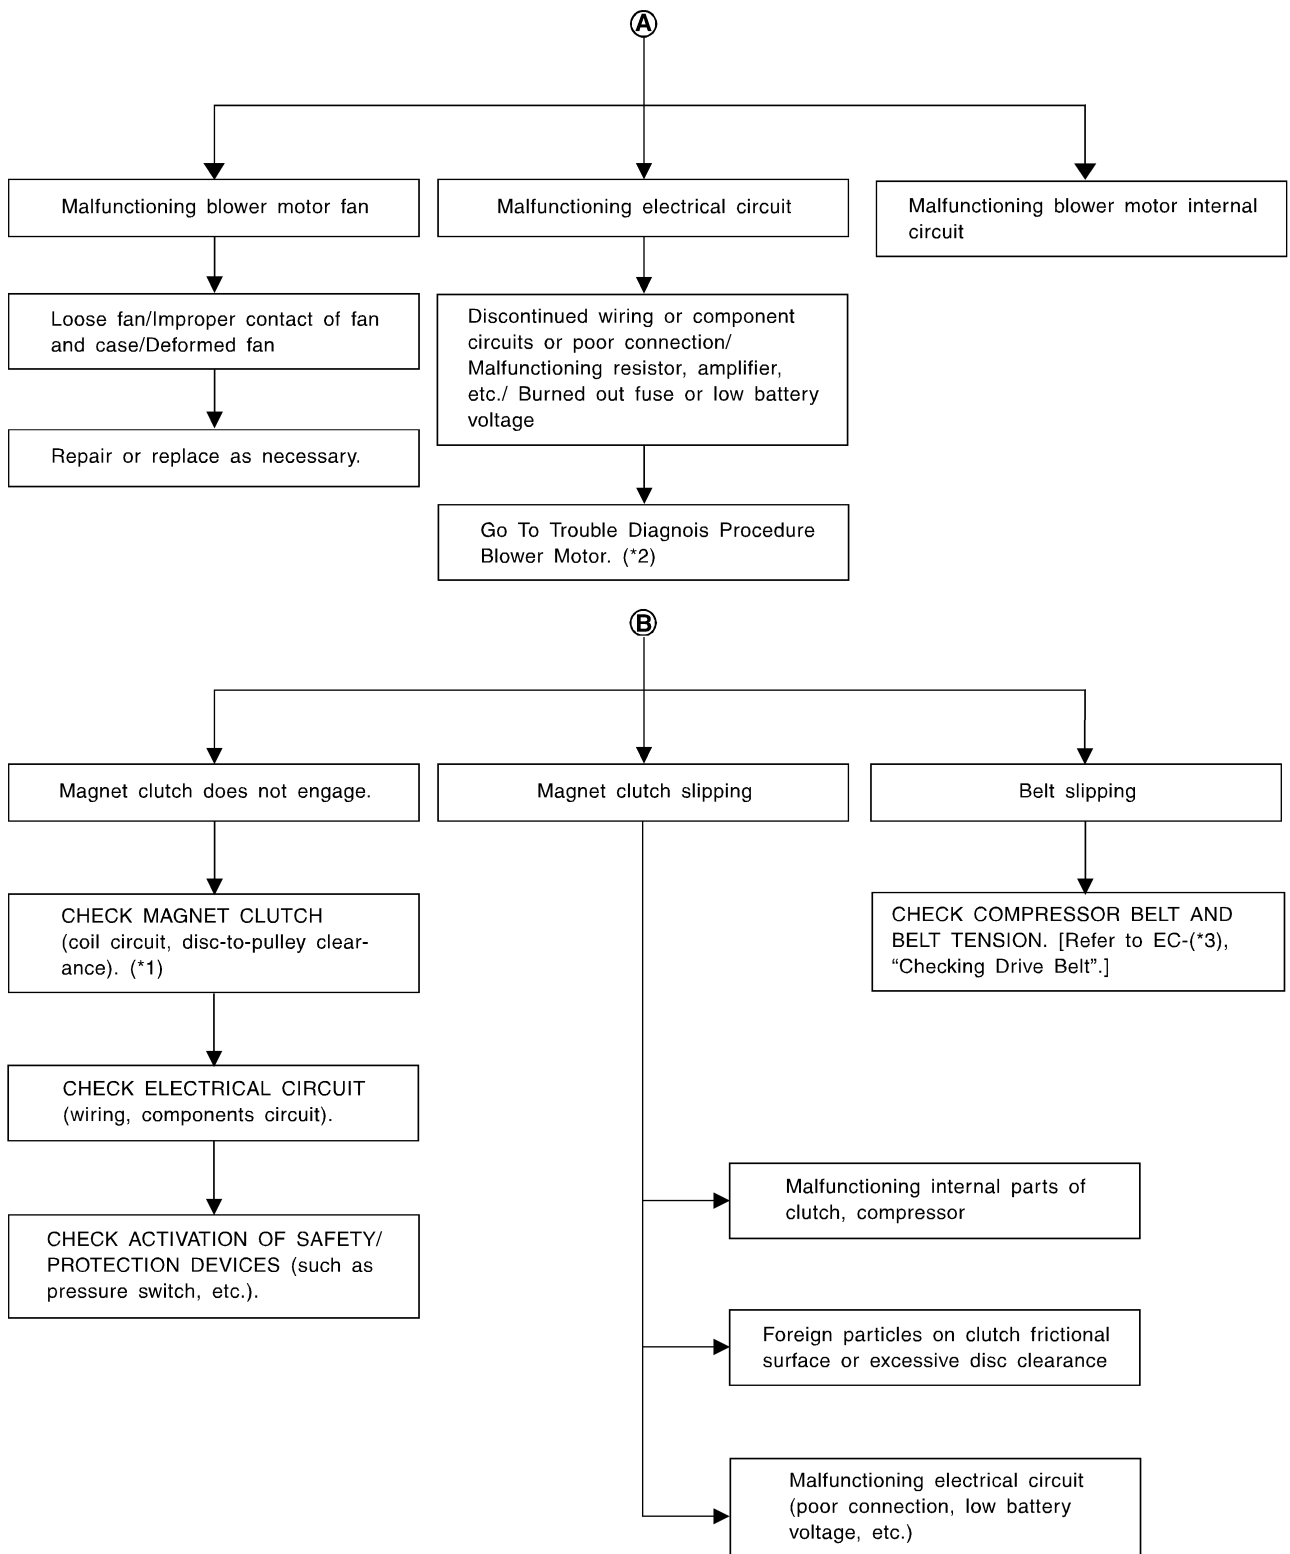 A
Malfunctioning blower motor fan
Malfunctioning electrical circuit
Malfunctioning blower motor internal
circuit
Loose fan/Improper contact of fan
and case/Deformed fan
Discontinued wiring or component
circuits or poor connection/
Malfunctioning resistor, amplifier,
etc./ Burned out fuse or low battery
voltage
Repair or replace as necessary.
Go To Trouble Diagnois Procedure
Blower Motor. (*2)
B
Magnet clutch does not engage.
Magnet clutch slipping
Belt slipping
CHECK MAGNET CLUTCH
(coil circuit, disc-to-pulley clear-
ance). (*1)
CHECK COMPRESSOR BELT AND
BELT TENSION. [Refer to EC-(*3),
“Checking Drive Belt”.]
CHECK ELECTRICAL CIRCUIT
(wiring, components circuit).
CHECK ACTIVATION OF SAFETY/
PROTECTION DEVICES (such as
pressure switch, etc.).
Malfunctioning internal parts of
clutch, compressor
Foreign particles on clutch frictional
surface or excessive disc clearance
Malfunctioning electrical circuit
(poor connection, low battery
voltage, etc.)